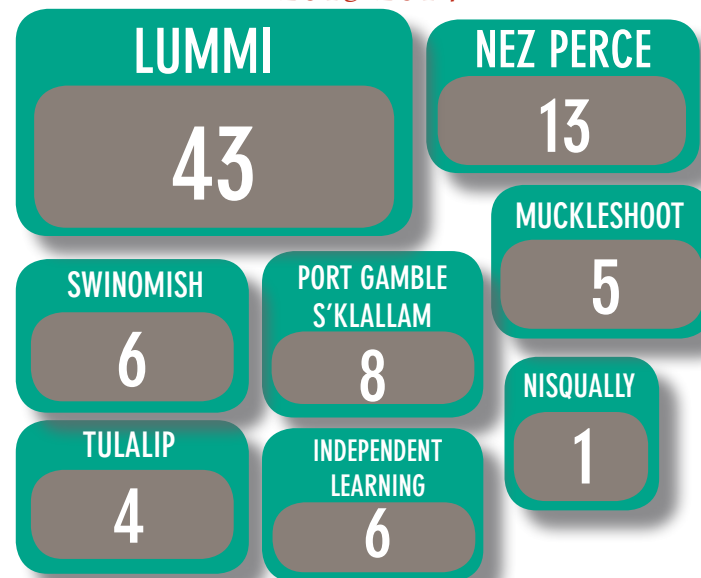 LUMMI
43
NEZ PERCE
13
MUCKLESHOOT
5
SWINOMISH
6
PORT GAMBLE
S'KLALLAM
8
NISQUALLY
1
TULALIP
4
INDEPENDENT
LEARNING
6